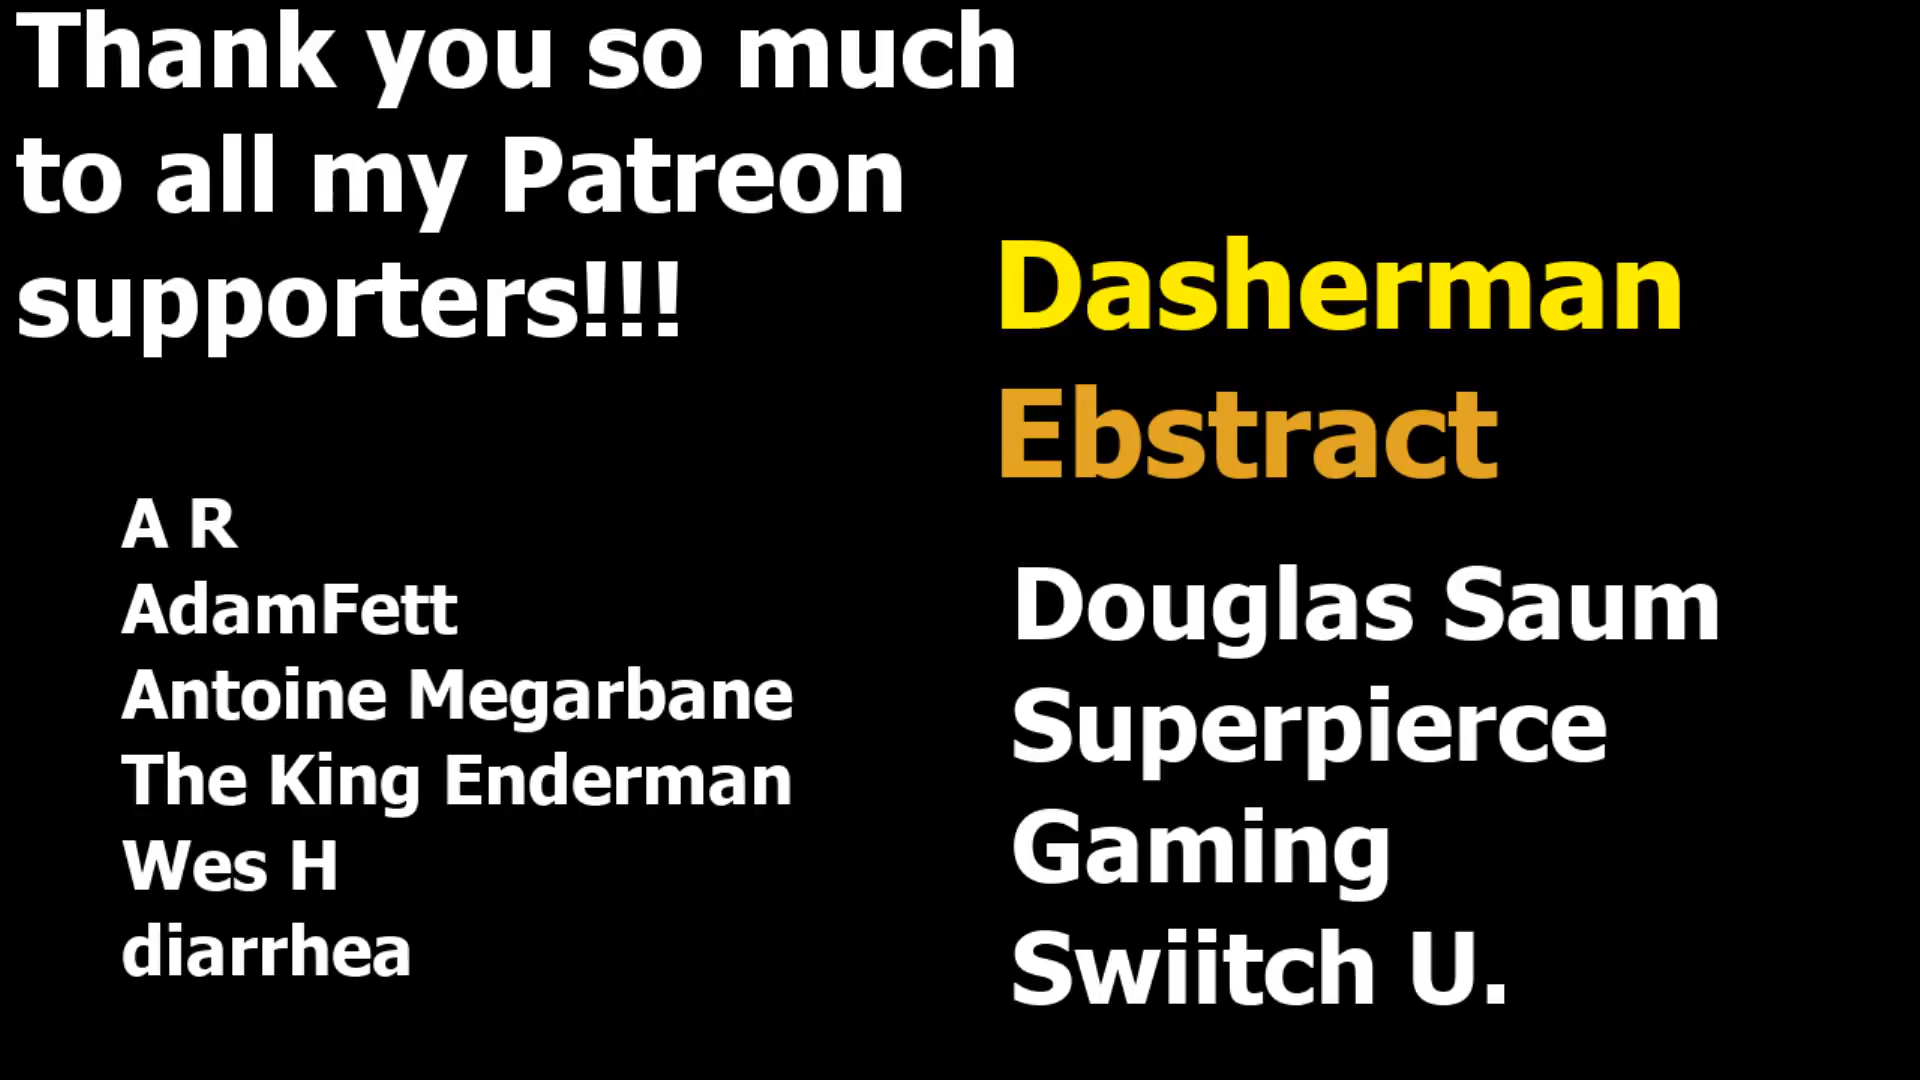 Thank you so much
to all my Patreon
supporters!!!
A R
AdamFett
Antoine Megarbane
The King Enderman
Wes H
diarrhea
Dasherman
Ebstract
Douglas Saum
Superpierce
Gaming
Swiitch U.